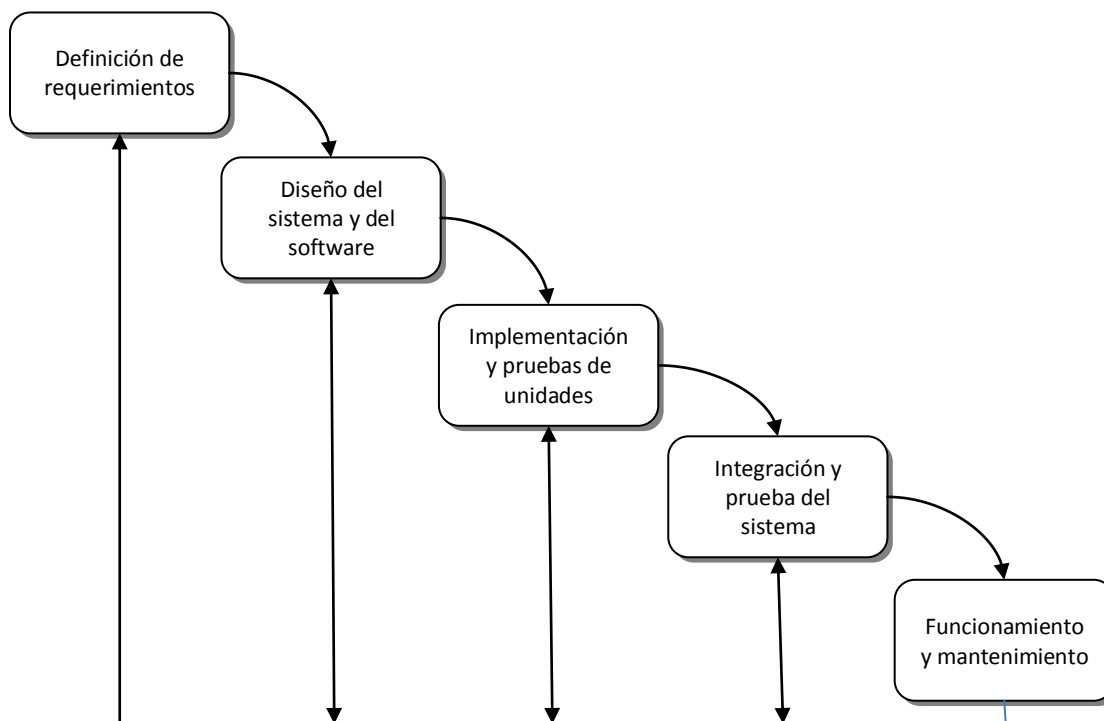 Definición de
requerimientos
Diseño del
sistema y del
software
Implementación
y pruebas de
unidades
Integración y
prueba del
sistema
Funcionamiento
y mantenimiento